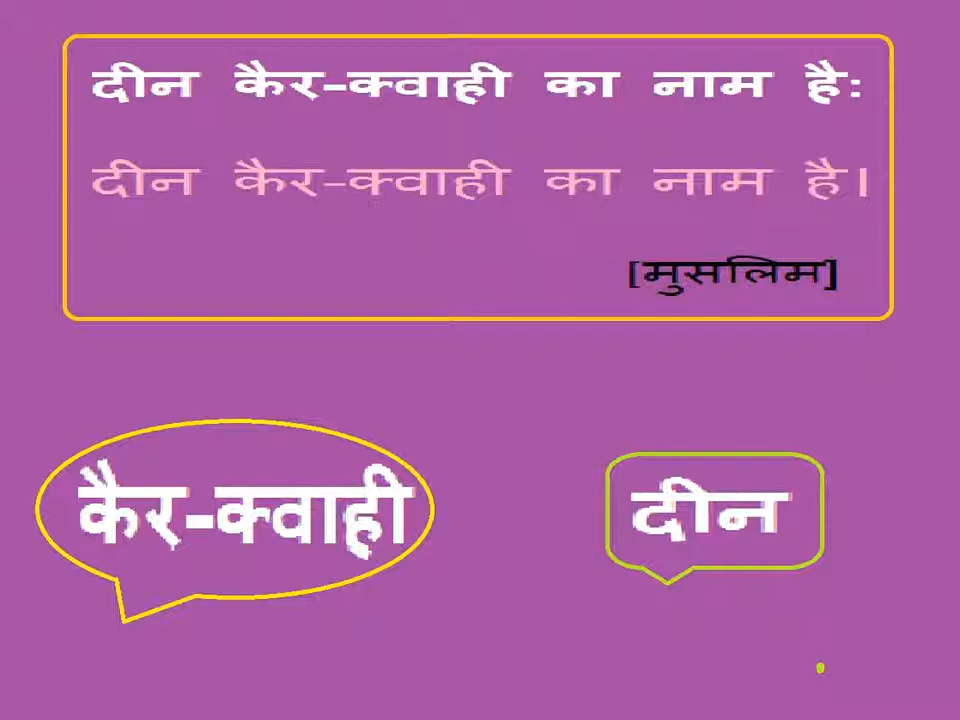 दीन कैर-क्वाही का नाम है:
दीन कैर-क्वाही का नाम है।
[मुसलिम]
कैर-क्वाही
दीन